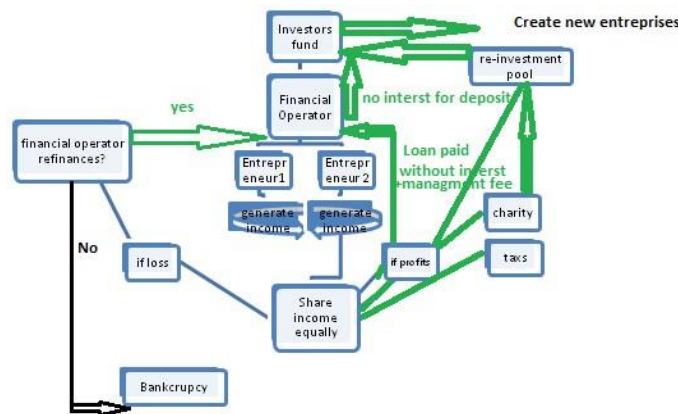 Investors
fund
Create new entreprises
re-investment
pool
Financial
Operator
no interst for deposit
yes
financial operator
refinances?
Loan paid
without interst
+managment fee
Entrepr
eneur1
Entrepr
eneur 2
generate
income
generate
income
charity
No
if loss
if profits
taxs
Share
income
equally
Bankcrupcy